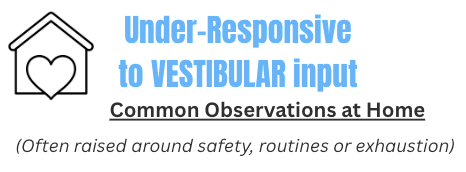 Under-Responsive
to VESTIBULAR input
Common Observations at Home
(Often raised around safety, routines or exhaustion)